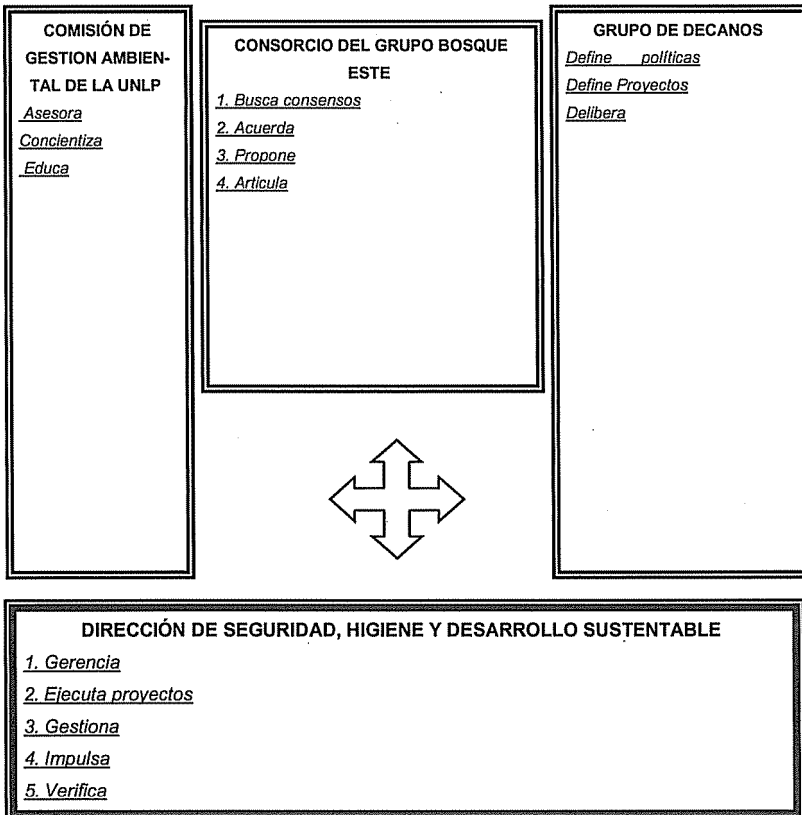 COMISIÓN DE
GESTION AMBIEN-
TAL DE LA UNLP
Asesora
Concientiza
Educa
CONSORCIO DEL GRUPO BOSQUE
ESTE
1. Busca consensos
2. Acuerda
3. Propone
4. Articula
GRUPO DE DECANOS
Define políticas
Define Proyectos
Delibera
DIRECCIÓN DE SEGURIDAD, HIGIENE Y DESARROLLO SUSTENTABLE
1. Gerencia
2. Ejecuta proyectos
3. Gestiona
4. Impulsa
5. Verifica